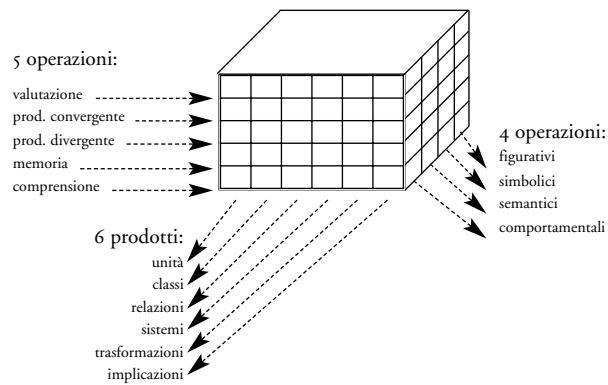 5 operazioni:
valutazione
prod. convergente
prod. divergente
memoria
comprensione
4 operazioni:
figurativi
simbolici
semantici
comportamentali
6 prodotti:
unità
classi
relazioni
sistemi
trasformazioni
implicazioni